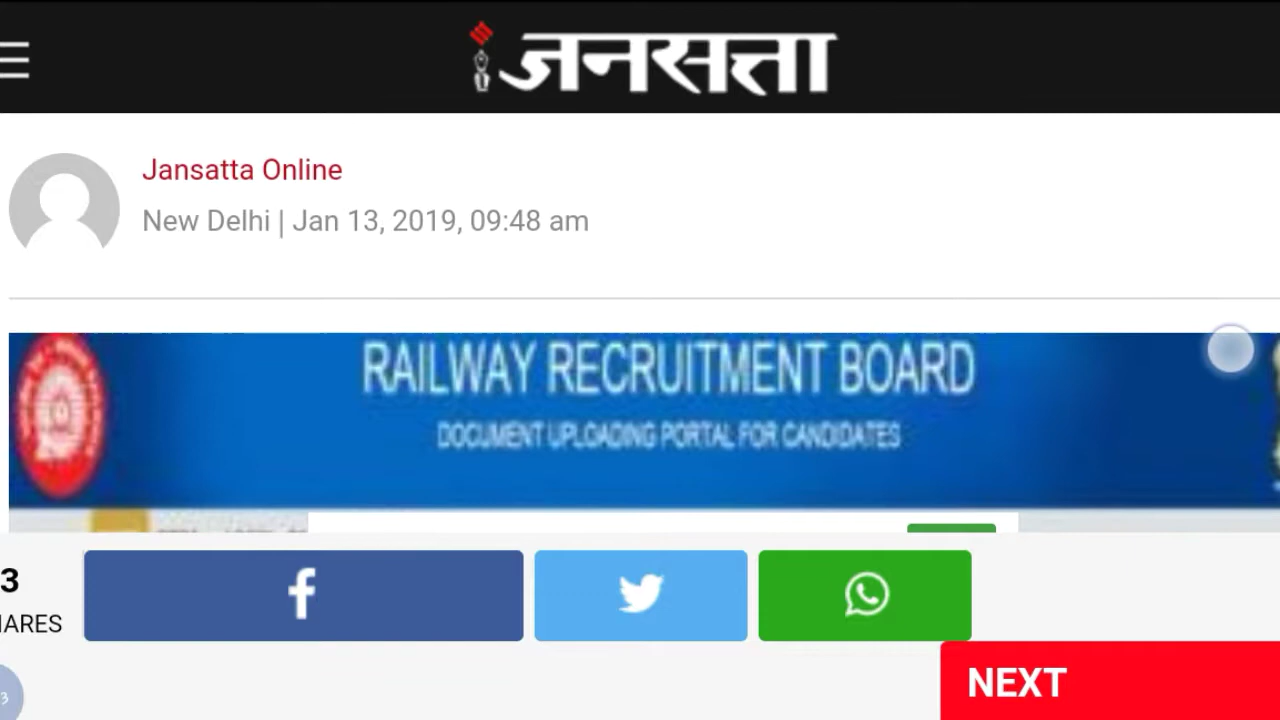 जनसत्ता
Jansatta Online
New Delhi | Jan 13, 2019, 09:48 am
RAILWAY RECRUITMENT BOARD
DOCUMENT UPLOADING PORTAL FOR CANDIDATES
3
HARES
NEXT